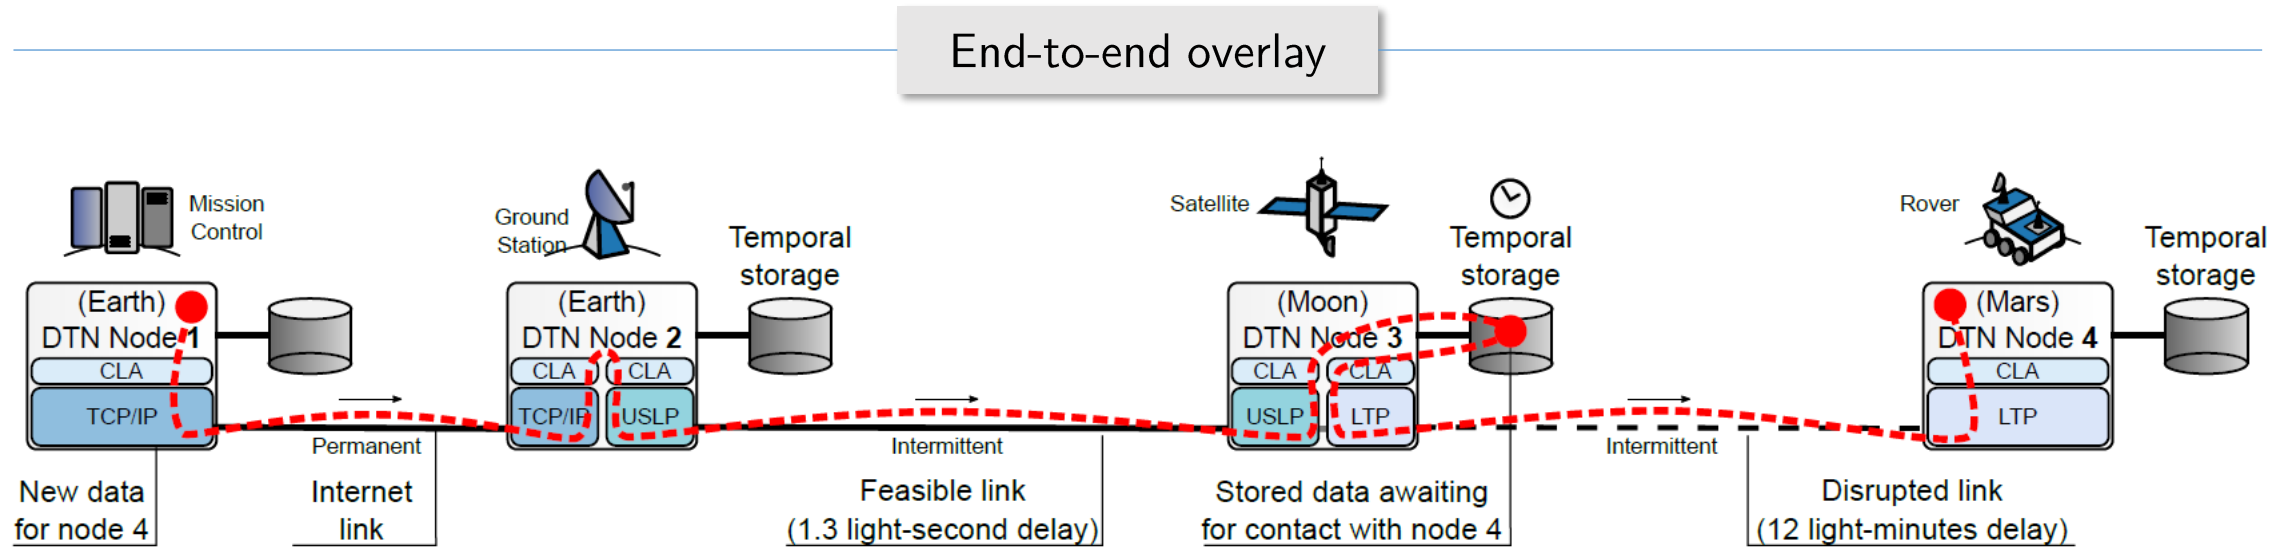 End-to-end overlay
Mission
Control
Ground
Station
Temporal
storage
Satellite
Temporal
storage
Rover
Temporal
storage
(Earth)
DTN Node 1
CLA
TCP/IP
(Earth)
DTN Node 2
CLA
CLA
TCP/IP
USLP
(Moon)
DTN Node 3
CLA
CLA
USLP
LTP
(Mars)
DTN Node 4
CLA
LTP
Permanent
Intermittent
Intermittent
New data
for node 4
Internet
link
Feasible link
(1.3 light-second delay)
Stored data awaiting
for contact with node 4
Disrupted link
(12 light-minutes delay)